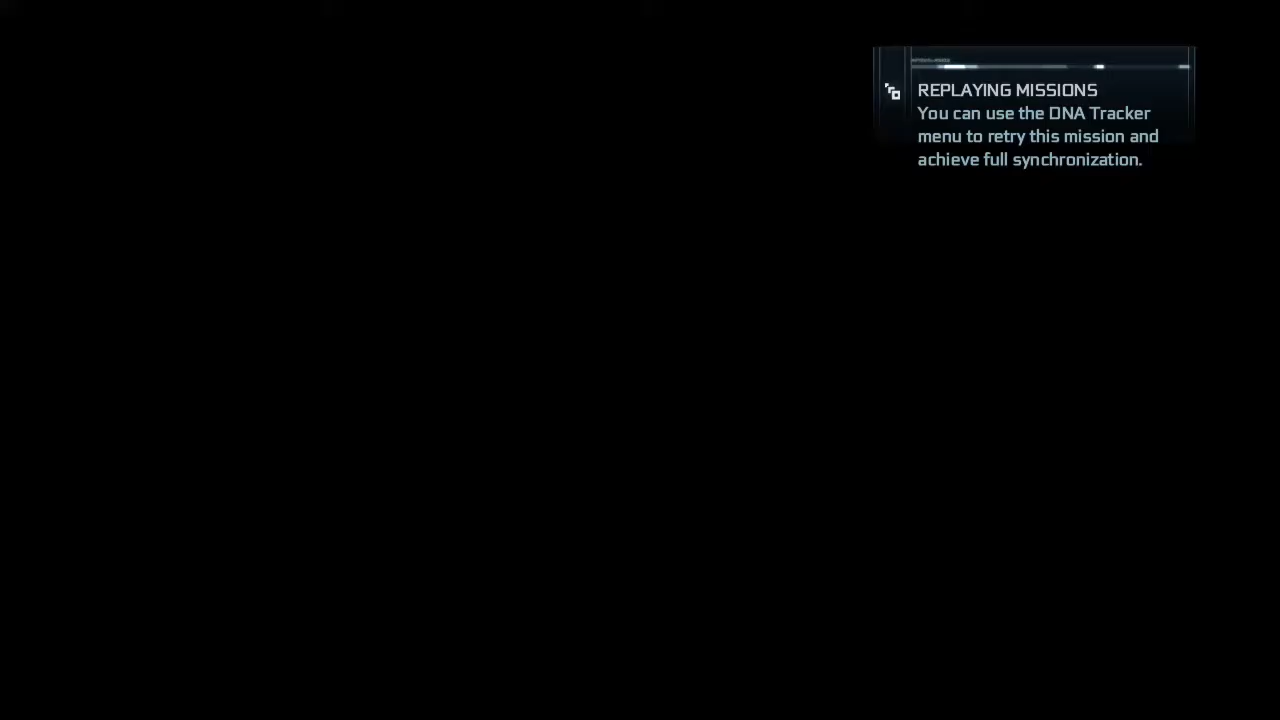 REPLAYING MISSIONS
You can use the DNA Tracker
menu to retry this mission and
achieve full synchronization.